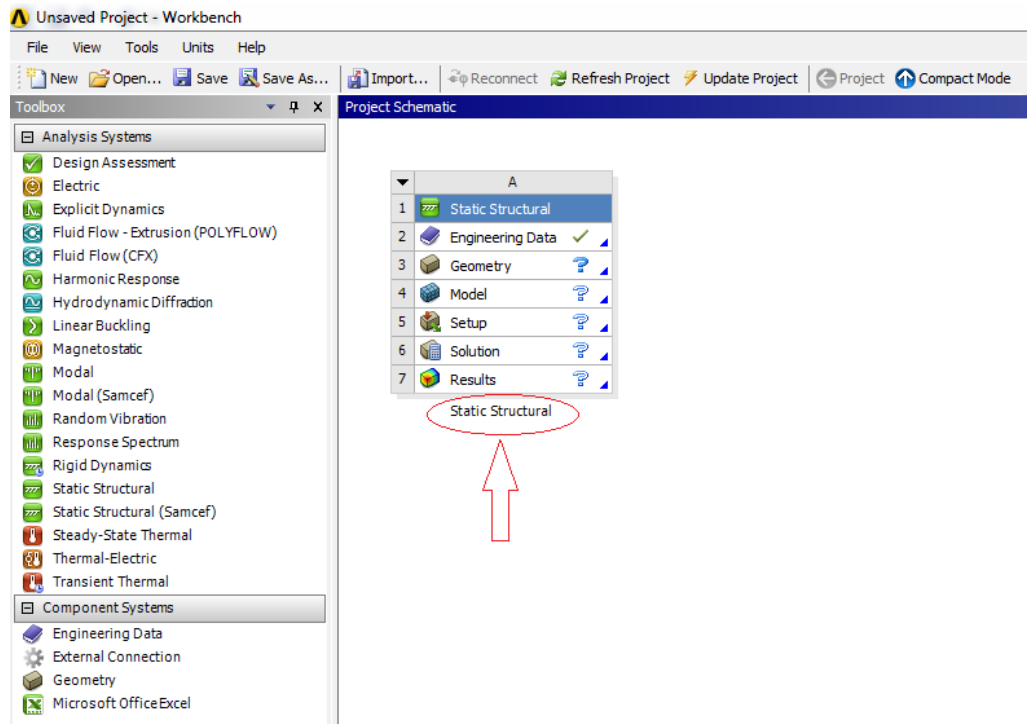 Unsaved Project - Workbench
File View Tools Units Help
New Open... Save Save As... Import... Reconnect Refresh Project Update Project Project Compact Mode
Toolbox
Analysis Systems
Design Assessment
Electric
Explicit Dynamics
Fluid Flow - Extrusion (POLYFLOW)
Fluid Flow (CFX)
Harmonic Response
Hydrodynamic Diffraction
Linear Buckling
Magnetostatic
Modal
Modal (Samcef)
Random Vibration
Response Spectrum
Rigid Dynamics
Static Structural
Static Structural (Samcef)
Steady-State Thermal
Thermal-Electric
Transient Thermal
Component Systems
Engineering Data
External Connection
Geometry
Microsoft Office Excel
Project Schematic
A
1 Static Structural
2 Engineering Data
3 Geometry
4 Model
5 Setup
6 Solution
7 Results
Static Structural